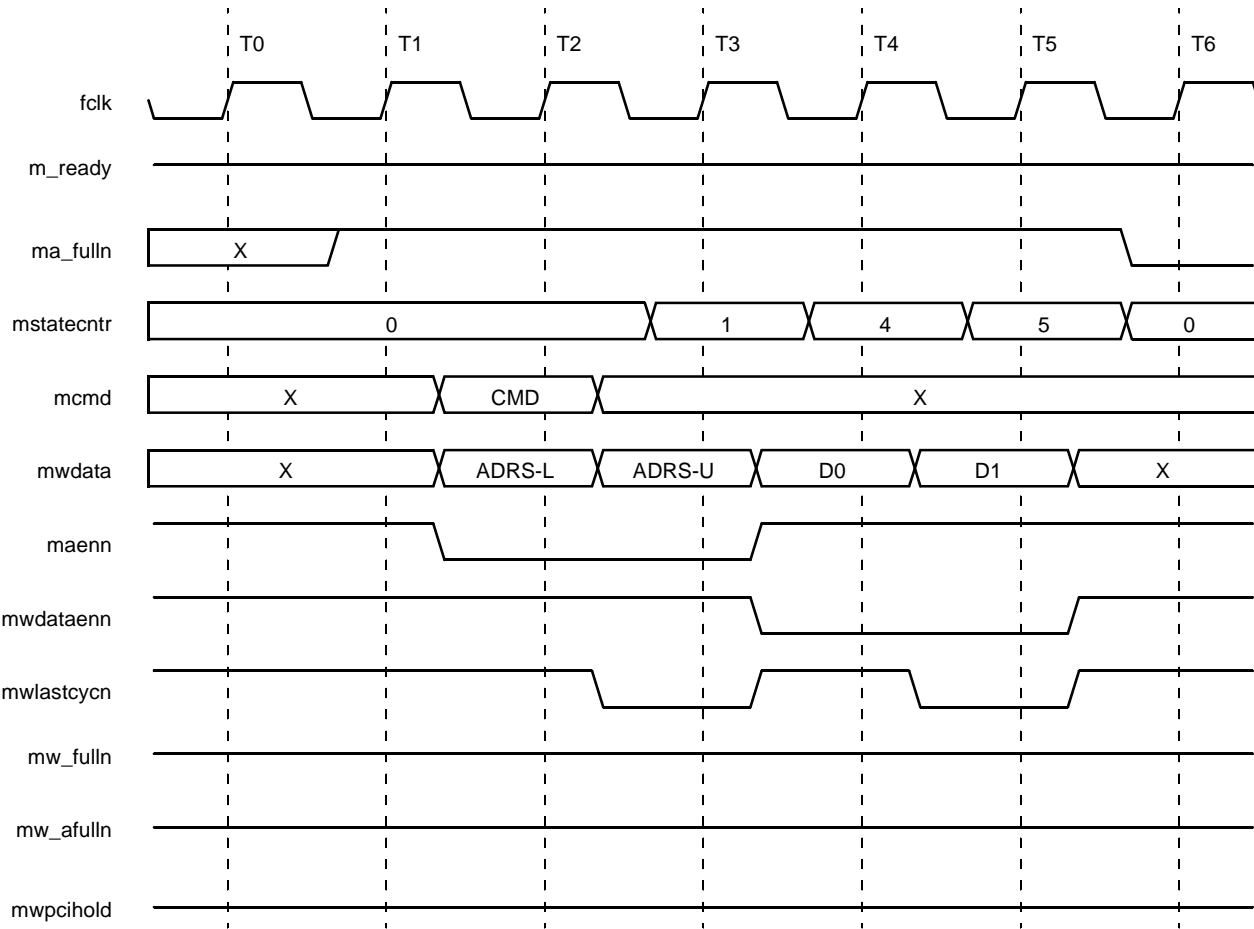 T0 T1 T2 T3 T4 T5 T6
fclk
m_ready
ma_fulln X
mstatecntr 0 1 4 5 0
mcmd X CMD X
mwdata X ADRS-L ADRS-U D0 D1 X
maenn
mwdataenn
mwlastcycn
mw_fulln
mw_afulln
mwpcihold